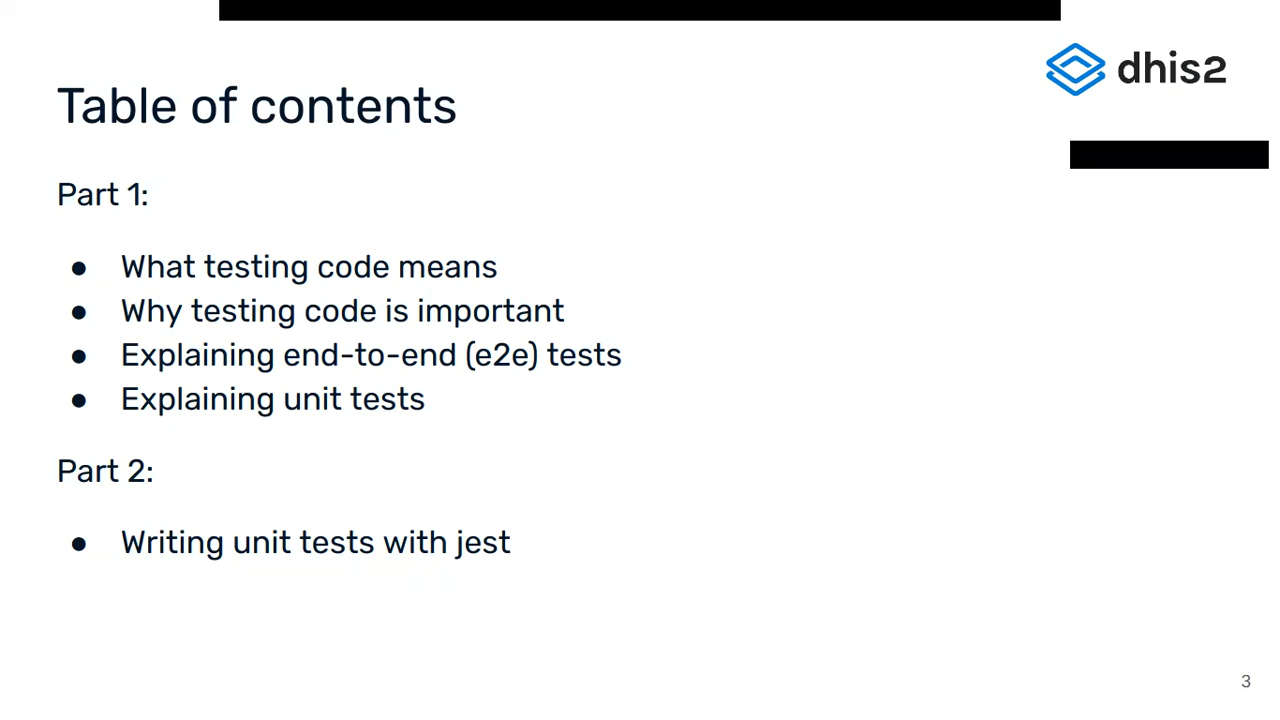 dhis2
Table of contents
Part 1:
● What testing code means
● Why testing code is important
● Explaining end-to-end (e2e) tests
● Explaining unit tests
Part 2:
● Writing unit tests with jest
3